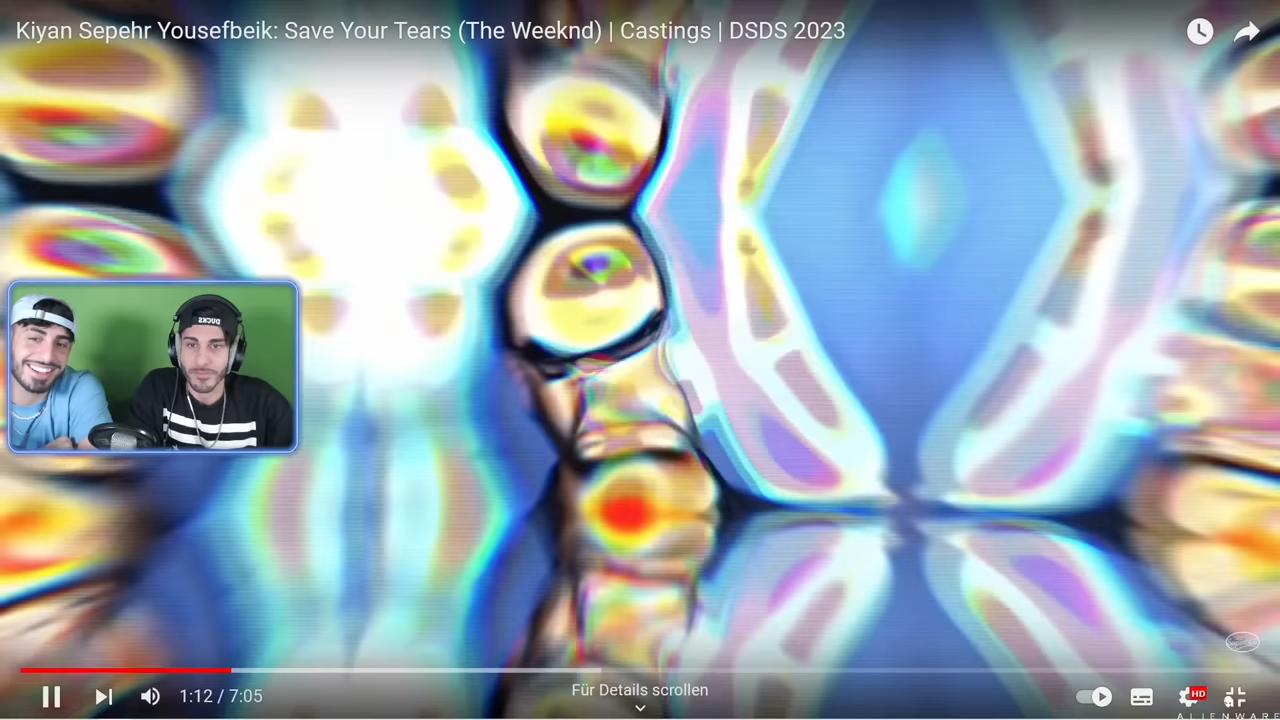 Kiyan Sepehr Yousefbeik: Save Your Tears (The Weeknd) | Castings | DSDS 2023
DUCKS
1:12 / 7:05
Für Details scrollen
HD
ALIENWARE